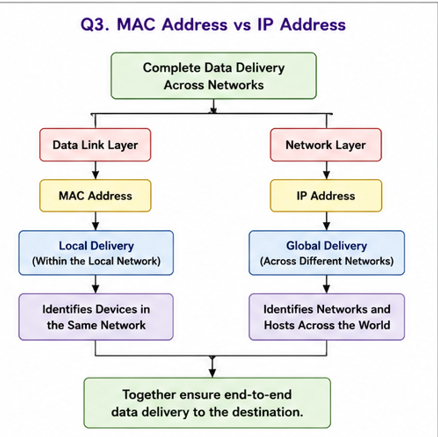 Q3. MAC Address vs IP Address
Complete Data Delivery
Across Networks
Data Link Layer
Network Layer
MAC Address
IP Address
Local Delivery
(Within the Local Network)
Global Delivery
(Across Different Networks)
Identifies Devices in
the Same Network
Identifies Networks and
Hosts Across the World
Together ensure end-to-end
data delivery to the destination.